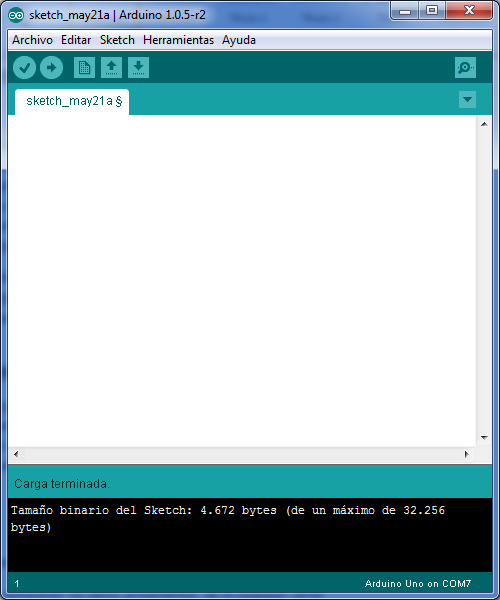 sketch_may21a | Arduino 1.0.5-r2
Archivo Editar Sketch Herramientas Ayuda
sketch_may21a §
Carga terminada.
Tamaño binario del Sketch: 4.672 bytes (de un máximo de 32.256
bytes)
1
Arduino Uno on COM7